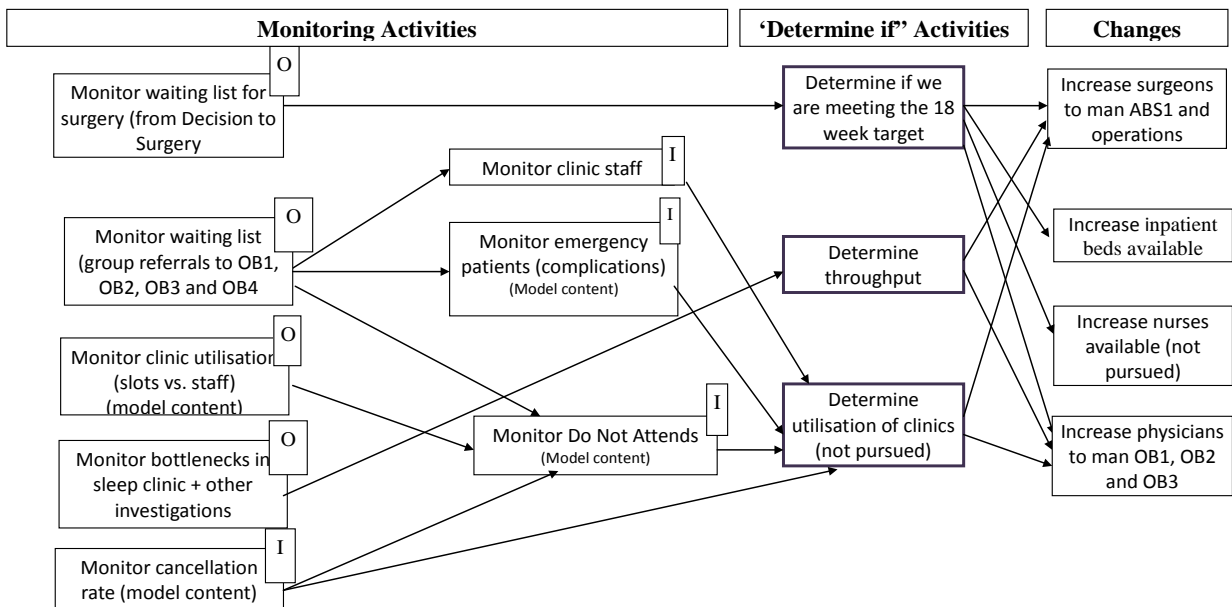 Monitoring Activities
‘Determine if” Activities
Changes
O
Monitor waiting list for
surgery (from Decision to
Surgery
O
Monitor waiting list
(group referrals to OB1,
OB2, OB3 and OB4
O
Monitor clinic utilisation
(slots vs. staff)
(model content)
O
Monitor bottlenecks in
sleep clinic + other
investigations
I
Monitor cancellation
rate (model content)
I
Monitor clinic staff
I
Monitor emergency
patients (complications)
(Model content)
I
Monitor Do Not Attends
(Model content)
Determine if we
are meeting the 18
week target
Determine
throughput
Determine
utilisation of clinics
(not pursued)
Increase surgeons
to man ABS1 and
operations
Increase inpatient
beds available
Increase nurses
available (not
pursued)
Increase physicians
to man OB1, OB2
and OB3